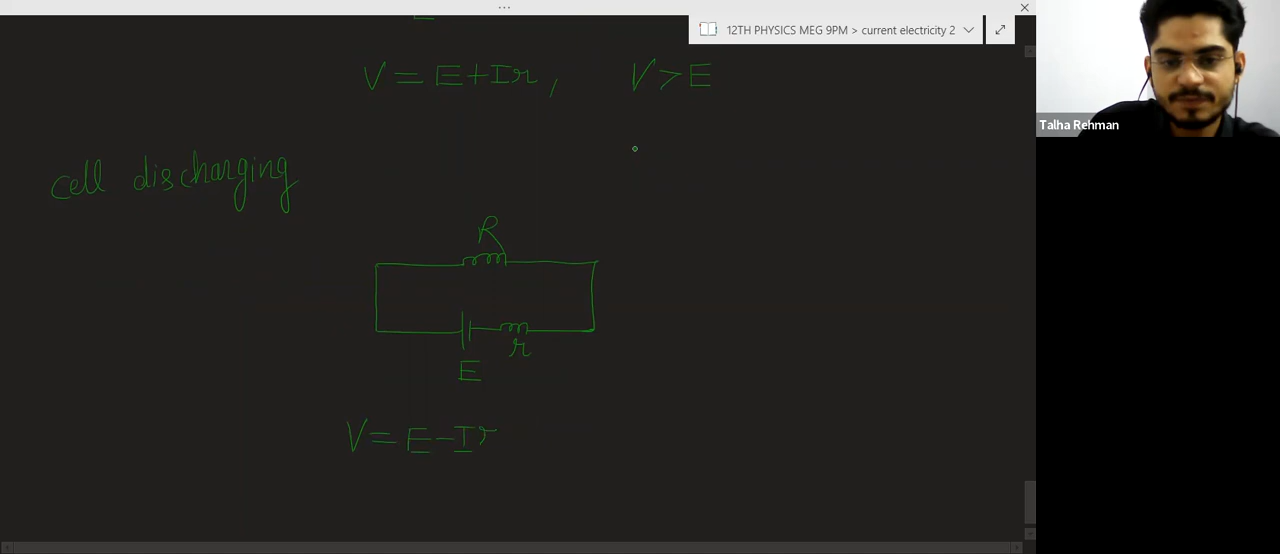 12TH PHYSICS MEG 9PM > current electricity 2
V = E + Ir, V > E
Talha Rehman
cell discharging
R
r
E
V = E - Ir